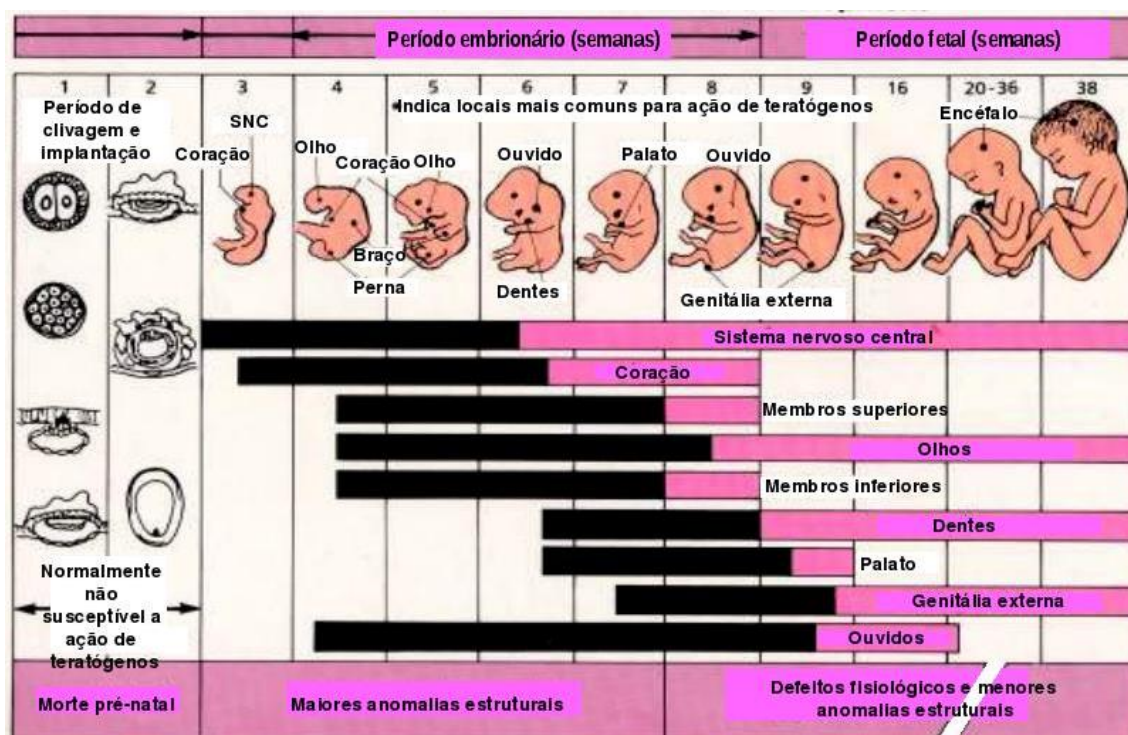 Período embrionário (semanas)
Período fetal (semanas)
1 2 3 4 5 6 7 8 9 16 20-36 38
Indica locais mais comuns para ação de teratógenos
Período de
clivagem e
implantação
SNC
Coração
Olho
Coração
Olho
Ouvido
Palato
Ouvido
Encéfalo
Braço
Perna
Dentes
Genitália externa
Sistema nervoso central
Coração
Membros superiores
Olhos
Membros inferiores
Dentes
Palato
Genitália externa
Ouvidos
Normalmente
não
susceptível a
ação de
teratógenos
Morte pré-natal
Maiores anomalias estruturais
Defeitos fisiológicos e menores
anomalias estruturais